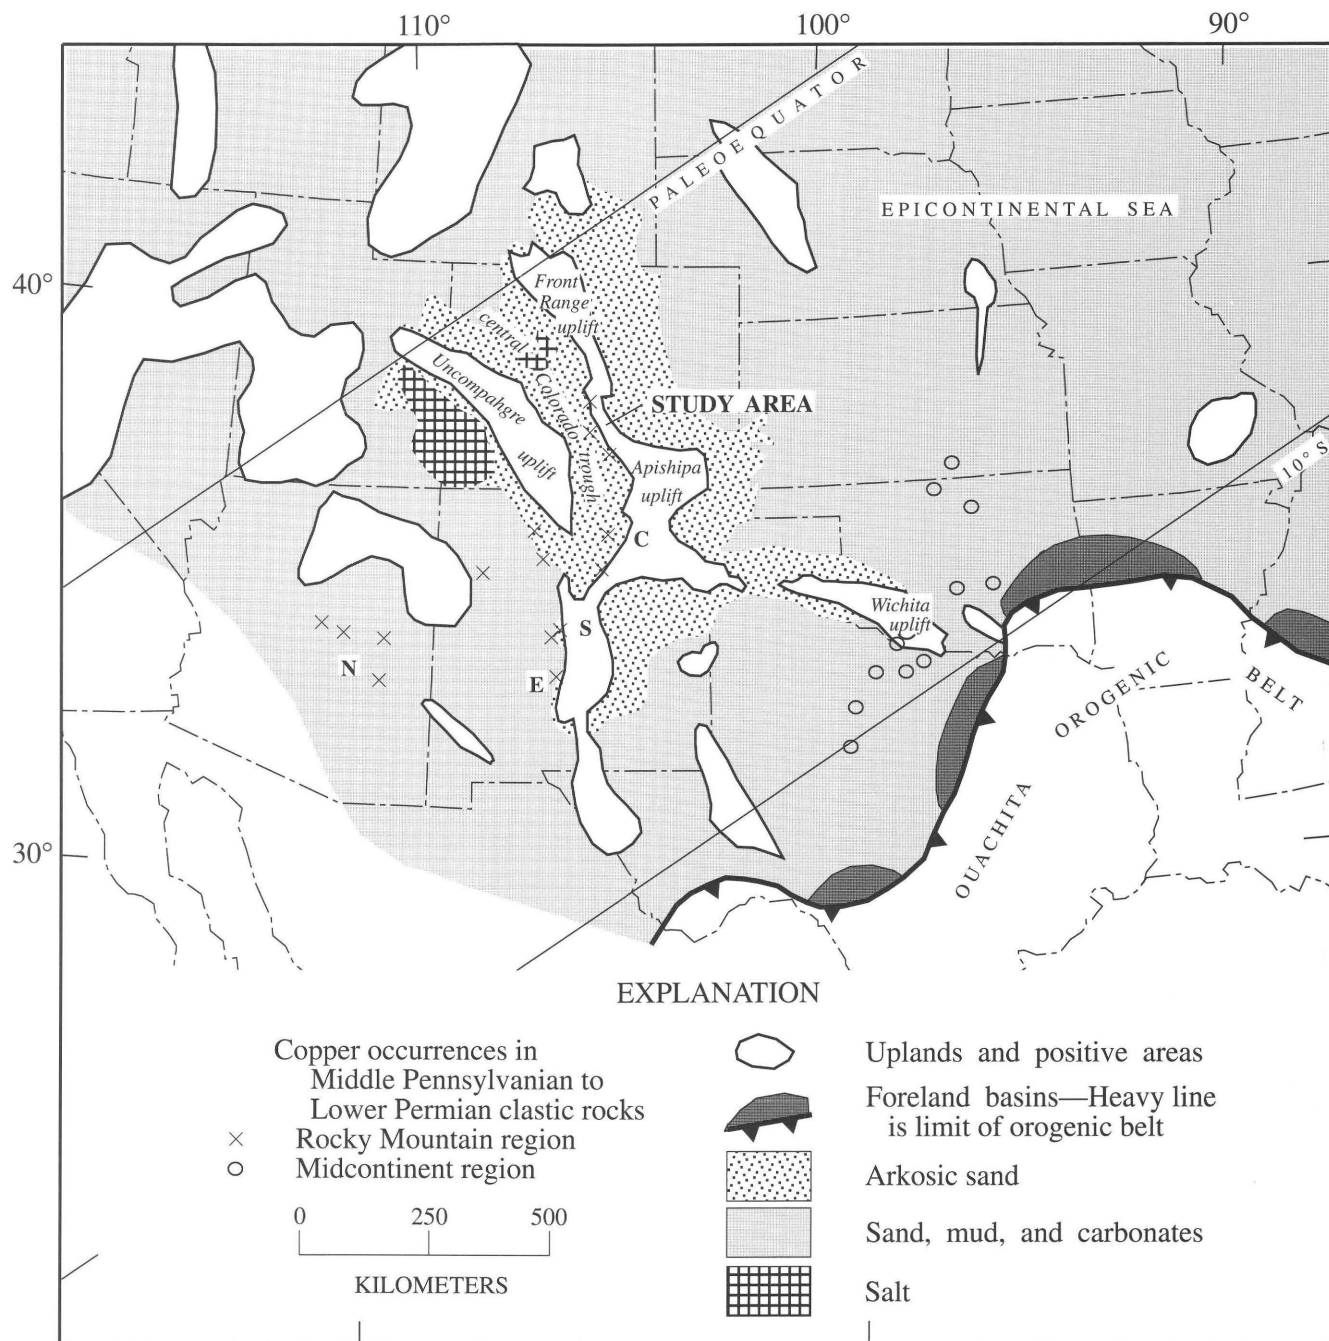 110°
100°
90°
PALEOEQUATOR
EPICONTINENTAL SEA
40°
Front
Range
uplift
central
Colorado
trough
Uncompahgre
uplift
STUDY AREA
Apishipa
uplift
10° S
C
Wichita
uplift
S
N
E
OUACHITA
OROGENIC
BELT
30°
EXPLANATION
Copper occurrences in
Middle Pennsylvanian to
Lower Permian clastic rocks
Rocky Mountain region
Midcontinent region
0 250 500
KILOMETERS
Uplands and positive areas
Foreland basins—Heavy line
is limit of orogenic belt
Arkosic sand
Sand, mud, and carbonates
Salt